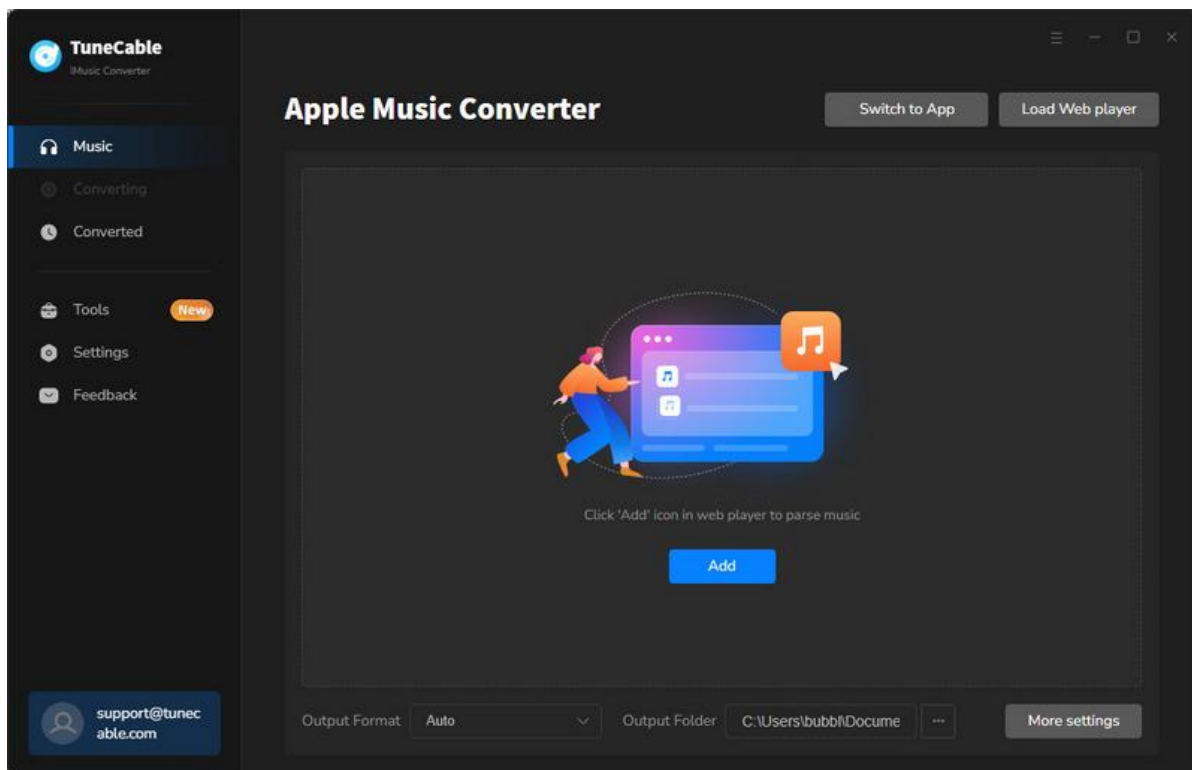 TuneCable
iMusic Converter
Apple Music Converter
Switch to App
Load Web player
Music
Converting
Converted
Tools
New
Settings
Feedback
Click 'Add' icon in web player to parse music
Add
support@tunec
able.com
Output Format
Auto
Output Folder
C:\Users\bubbl\Docume
...
More settings